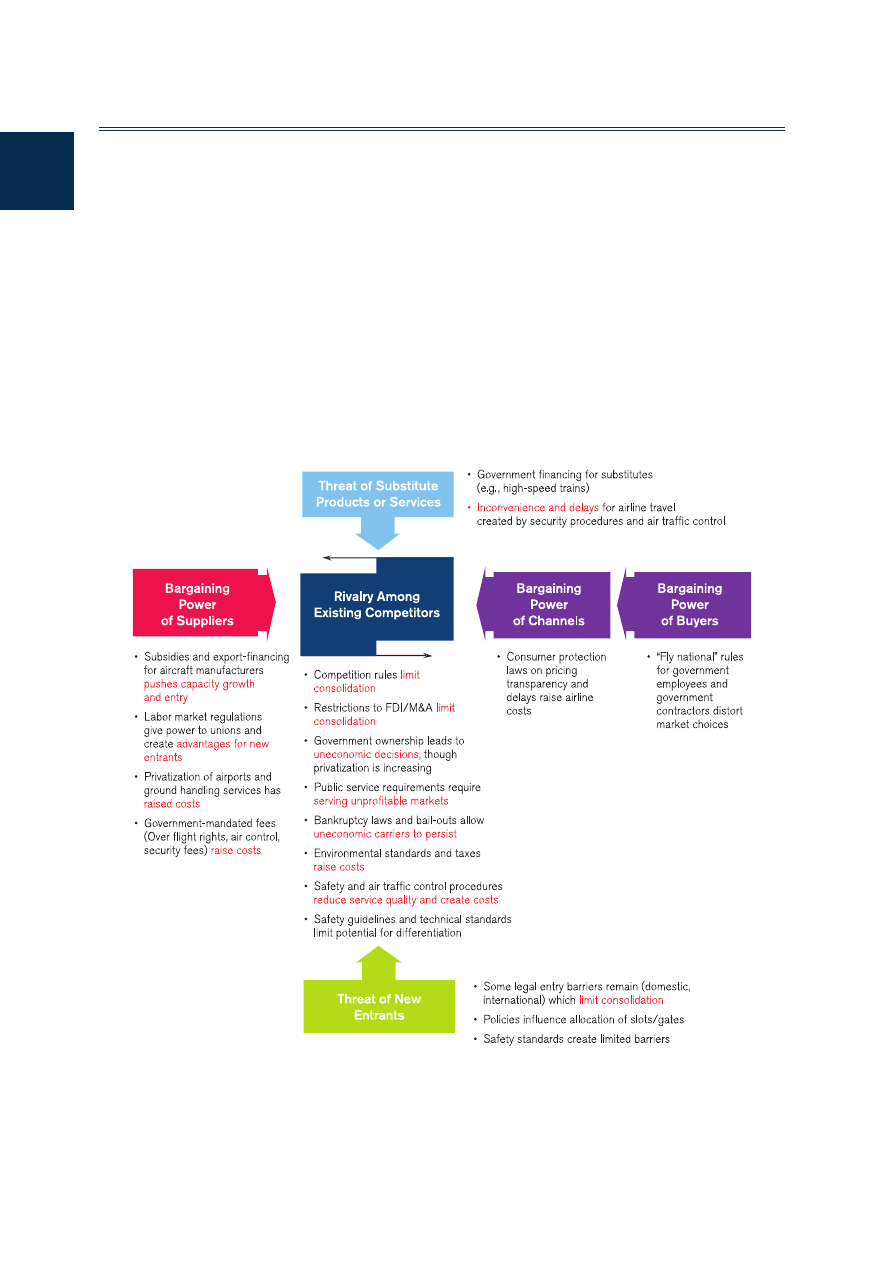 Threat of Substitute
Products or Services
• Government financing for substitutes
(e.g., high-speed trains)
• Inconvenience and delays for airline travel
created by security procedures and air traffic control
Bargaining
Power
of Suppliers
• Subsidies and export-financing
for aircraft manufacturers
pushes capacity growth
and entry
• Labor market regulations
give power to unions and
create advantages for new
entrants
• Privatization of airports and
ground handling services has
raised costs
• Government-mandated fees
(Over flight rights, air control,
security fees) raise costs
Rivalry Among
Existing Competitors
• Competition rules limit
consolidation
• Restrictions to FDI/M&A limit
consolidation
• Government ownership leads to
uneconomic decisions, though
privatization is increasing
• Public service requirements require
serving unprofitable markets
• Bankruptcy laws and bail-outs allow
uneconomic carriers to persist
• Environmental standards and taxes
raise costs
• Safety and air traffic control procedures
reduce service quality and create costs
• Safety guidelines and technical standards
limit potential for differentiation
Bargaining
Power
of Channels
• Consumer protection
laws on pricing
transparency and
delays raise airline
costs
Bargaining
Power
of Buyers
• “Fly national” rules
for government
employees and
government
contractors distort
market choices
Threat of New
Entrants
• Some legal entry barriers remain (domestic,
international) which limit consolidation
• Policies influence allocation of slots/gates
• Safety standards create limited barriers